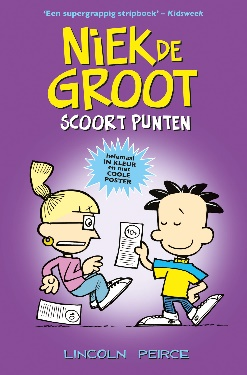 'Een supergrappig stripboek' – Kidsweek
NIEK DE
GROOT
SCOORT PUNTEN
helemaal
IN KLEUR
en met
COOLE
POSTER
LINCOLN PEIRCE